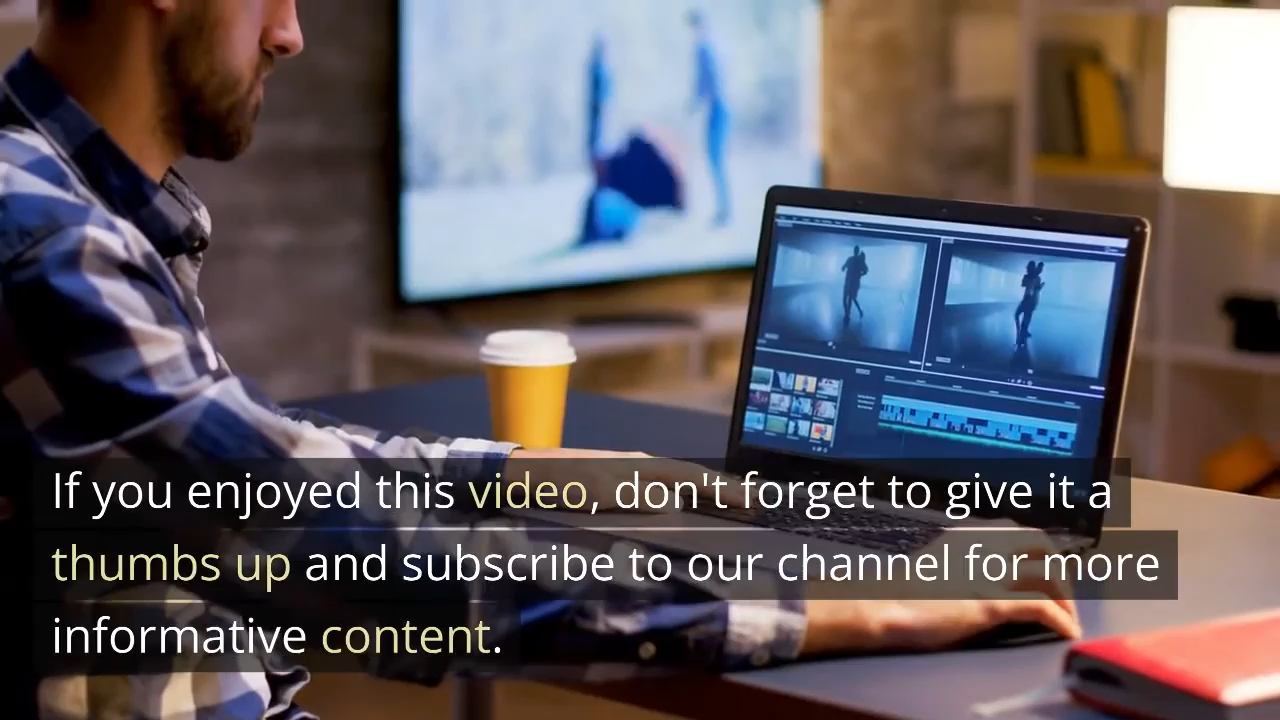 If you enjoyed this video, don't forget to give it a
thumbs up and subscribe to our channel for more
informative content.